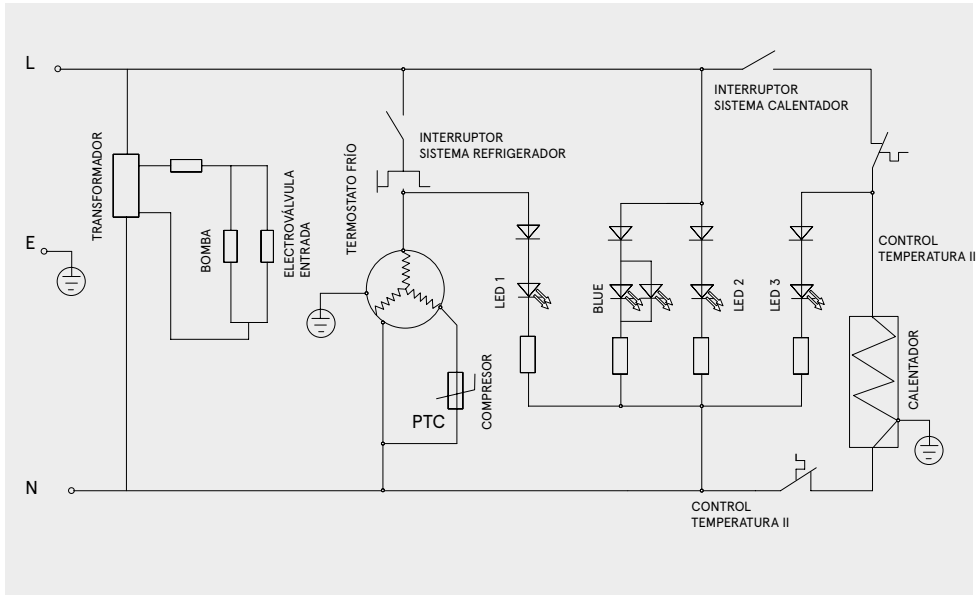 L
INTERRUPTOR
SISTEMA CALENTADOR
INTERRUPTOR
SISTEMA REFRIGERADOR
TRANSFORMADOR
TERMOSTATO FRÍO
E
BOMBA
ELECTROVÁLVULA
ENTRADA
CONTROL
TEMPERATURA II
LED 1
BLUE
LED 2
LED 3
CALENTADOR
COMPRESOR
PTC
N
CONTROL
TEMPERATURA II